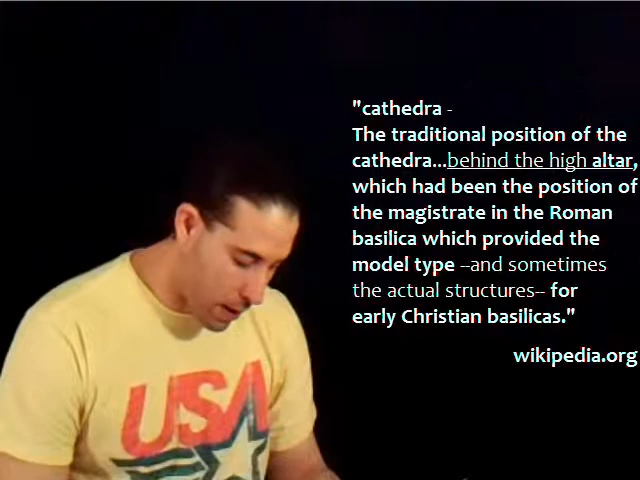 "cathedra -
The traditional position of the
cathedra...behind the high altar,
which had been the position of
the magistrate in the Roman
basilica which provided the
model type --and sometimes
the actual structures-- for
early Christian basilicas."
wikipedia.org
USA